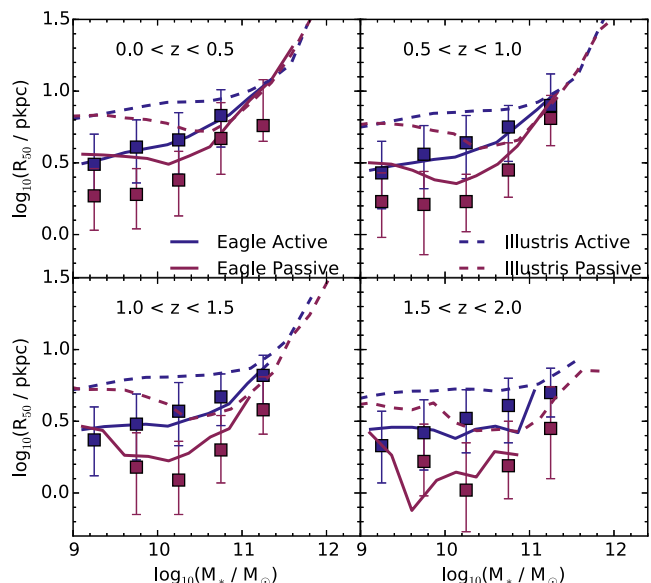 1.5
0.0 < z < 0.5
0.5 < z < 1.0
1.0
0.5
0.0
log₁₀(R₅₀ / pkpc)
Eagle Active
Eagle Passive
Illustris Active
Illustris Passive
1.5
1.0 < z < 1.5
1.5 < z < 2.0
1.0
0.5
0.0
log₁₀(R₅₀ / pkpc)
9 10 11 12 9 10 11 12
log₁₀(M* / M⊙) log₁₀(M* / M⊙)